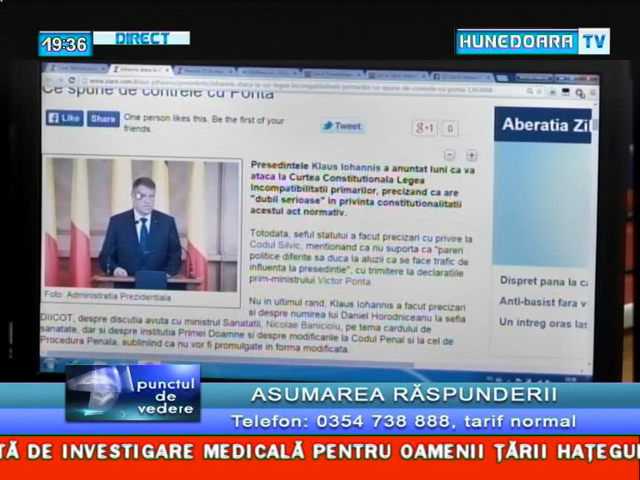 19:36
DIRECT
HUNEDOARA TV
Ce spune de contrele cu Ponta
Like
Share
One person likes this. Be the first of your
friends.
Tweet
g+1
0
Aberatia Zil
Presedintele Klaus Iohannis a anuntat luni ca va
ataca la Curtea Constitutionala Legea
incompatibilitatii primarilor, precizand ca are
"dubii serioase" in privinta constitutionalitatii
acestui act normativ.
Totodata, seful statului a facut precizari cu privire la
Codul Silvic, mentionand ca nu suporta ca "pareri
politice diferite sa duca la aluzii ca se face trafic de
influenta la presedintie", cu trimitere la declaratiile
prim-ministrului Victor Ponta.
Foto: Administratia Prezidentiala
Nu in ultimul rand, Klaus Iohannis a facut precizari
si despre numirea lui Daniel Horodniceanu la sefia
DIICOT, despre discutia avuta cu ministrul Sanatatii, Nicolae Banicioiu, pe tema cardului de
sanatate, dar si despre institutia Primei Doamne si despre modificarile la Codul Penal si la cel de
Procedura Penala, subliniind ca nu vor fi promulgate in forma modificata.
Dispret pana la ca
Anti-basist fara v
Un intreg oras las
punctul
de
vedere
ASUMAREA RĂSPUNDERII
Telefon: 0354 738 888, tarif normal
TĂ DE INVESTIGARE MEDICALĂ PENTRU OAMENII ȚĂRII HAȚEGUL